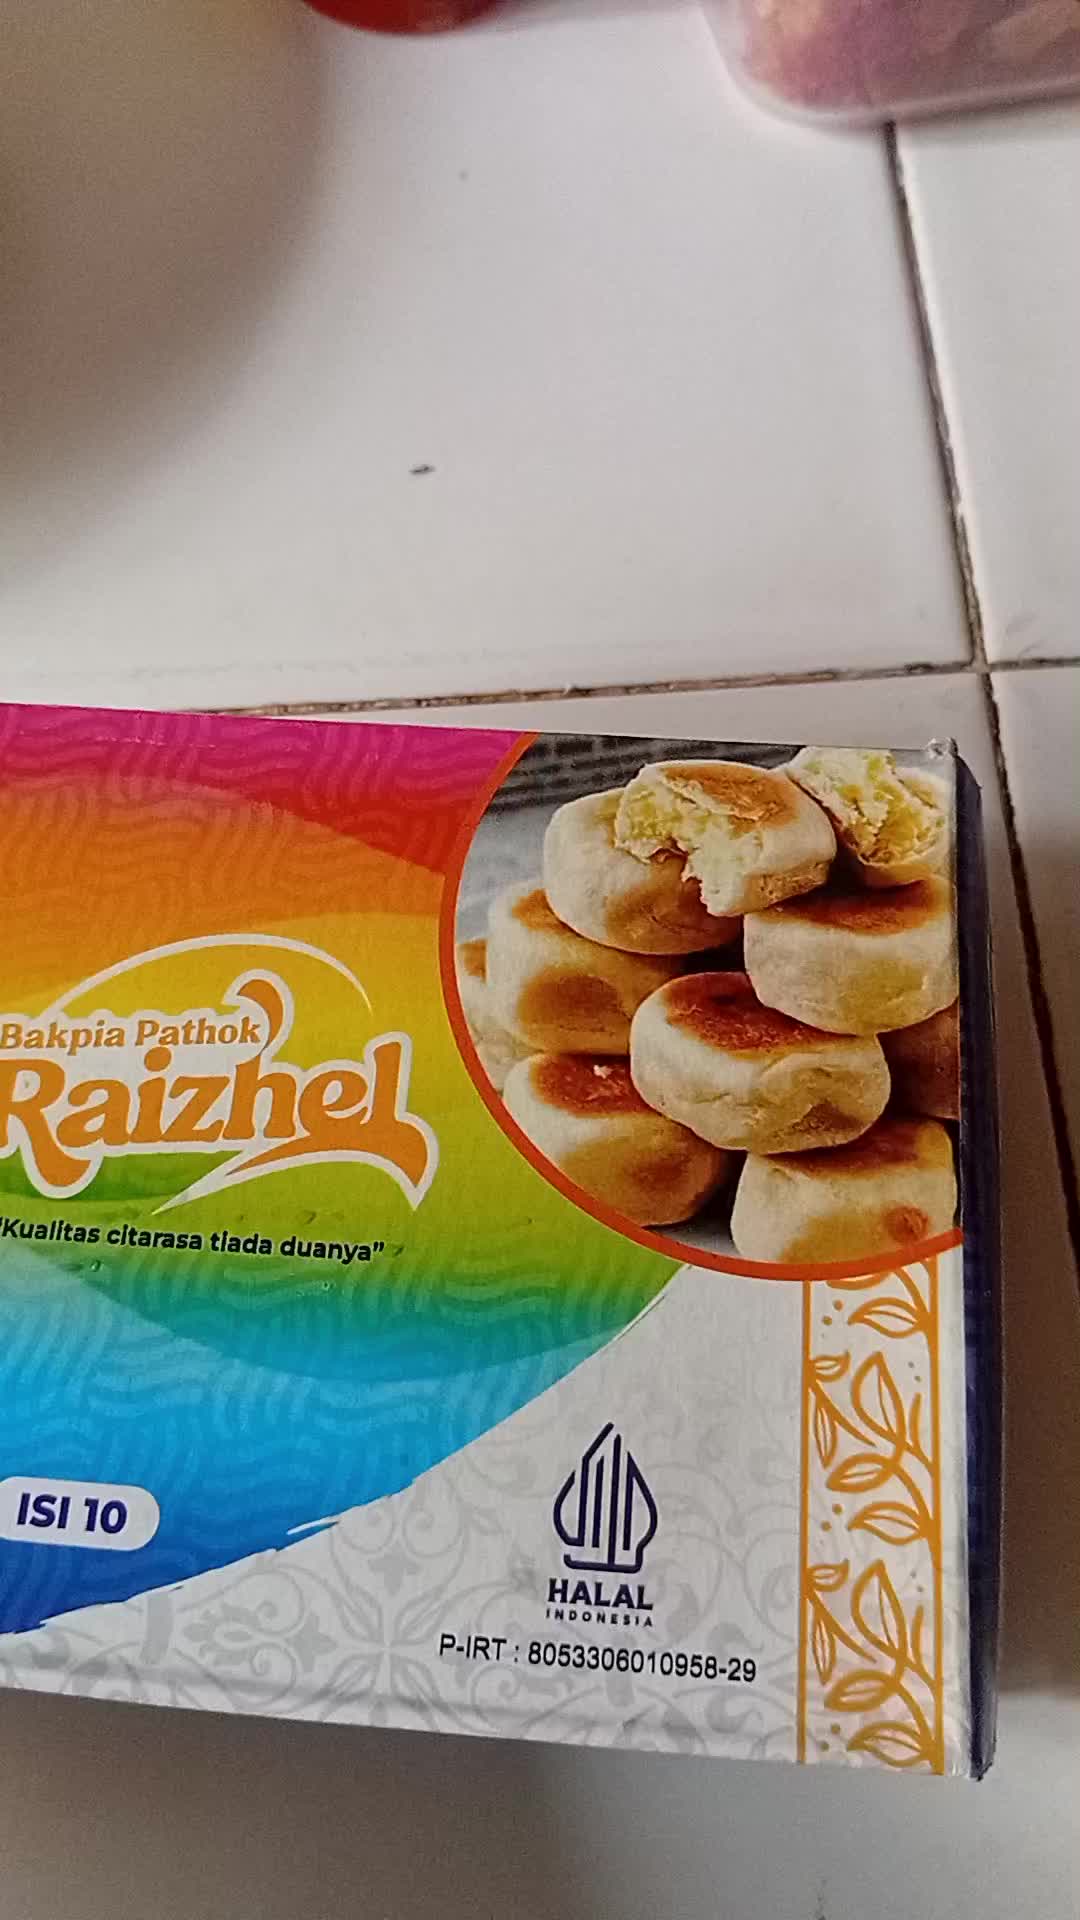 Bakpia Pathok
Raizhel
"Kualitas citarasa tiada duanya"
ISI 10
HALAL
INDONESIA
P-IRT : 8053306010958-29